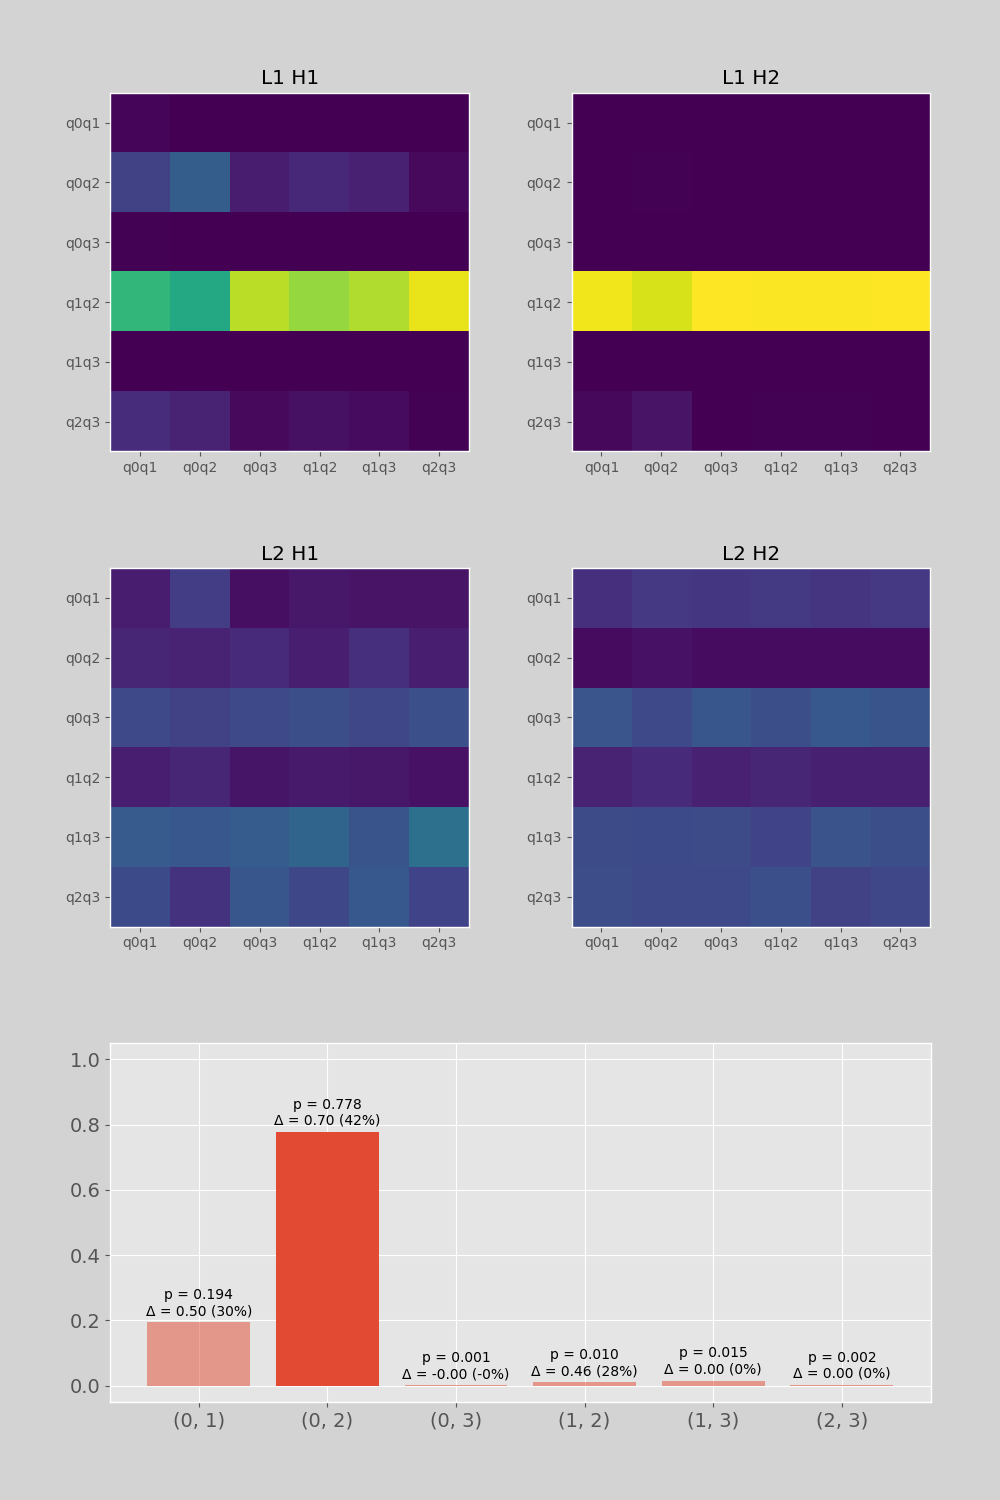 L1 H1
q0q1
q0q2
q0q3
q1q2
q1q3
q2q3
q0q1 q0q2 q0q3 q1q2 q1q3 q2q3
L1 H2
q0q1
q0q2
q0q3
q1q2
q1q3
q2q3
q0q1 q0q2 q0q3 q1q2 q1q3 q2q3
L2 H1
q0q1
q0q2
q0q3
q1q2
q1q3
q2q3
q0q1 q0q2 q0q3 q1q2 q1q3 q2q3
L2 H2
q0q1
q0q2
q0q3
q1q2
q1q3
q2q3
q0q1 q0q2 q0q3 q1q2 q1q3 q2q3
1.0
0.8
0.6
0.4
0.2
0.0
p = 0.194
Δ = 0.50 (30%)
p = 0.778
Δ = 0.70 (42%)
p = 0.001
Δ = -0.00 (-0%)
p = 0.010
Δ = 0.46 (28%)
p = 0.015
Δ = 0.00 (0%)
p = 0.002
Δ = 0.00 (0%)
(0, 1) (0, 2) (0, 3) (1, 2) (1, 3) (2, 3)